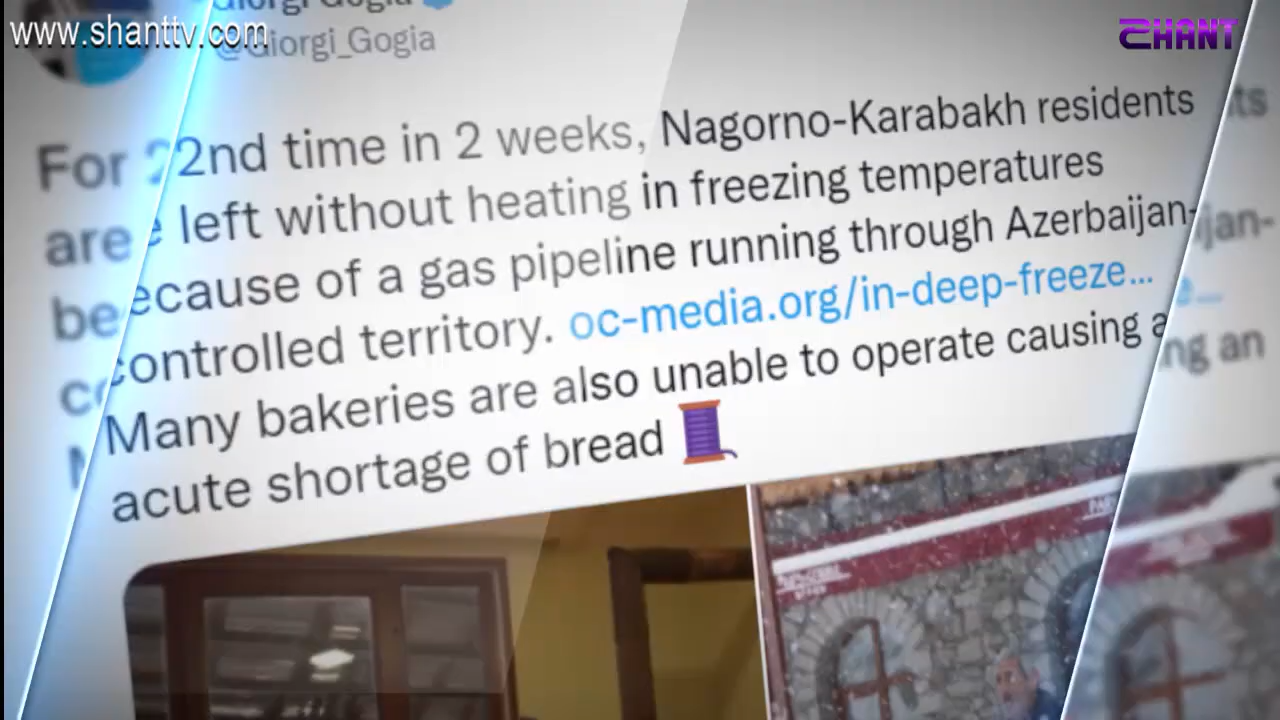 www.shanttv.com
SHANT
Giorgi Gogia
@Giorgi_Gogia
For 22nd time in 2 weeks, Nagorno-Karabakh residents
are left without heating in freezing temperatures
because of a gas pipeline running through Azerbaijan-
controlled territory. oc-media.org/in-deep-freeze…
Many bakeries are also unable to operate causing an
acute shortage of bread